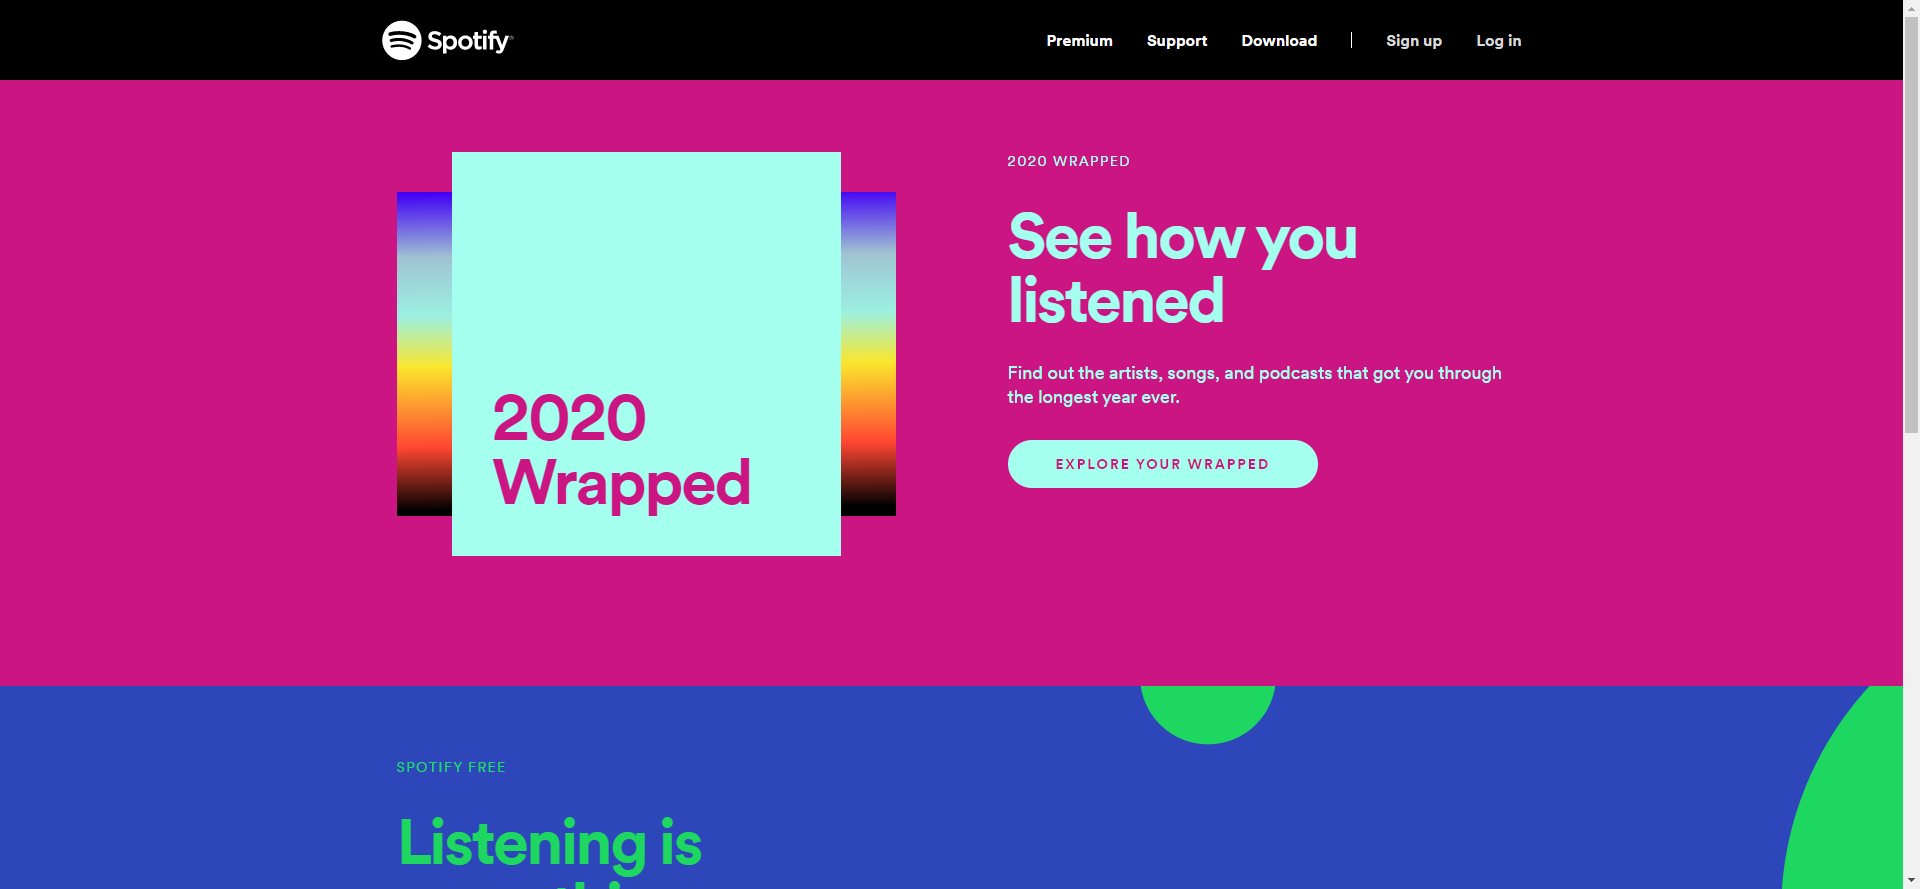 Spotify
Premium
Support
Download
Sign up
Log in
2020
Wrapped
2020 WRAPPED
See how you
listened
Find out the artists, songs, and podcasts that got you through
the longest year ever.
EXPLORE YOUR WRAPPED
SPOTIFY FREE
Listening is